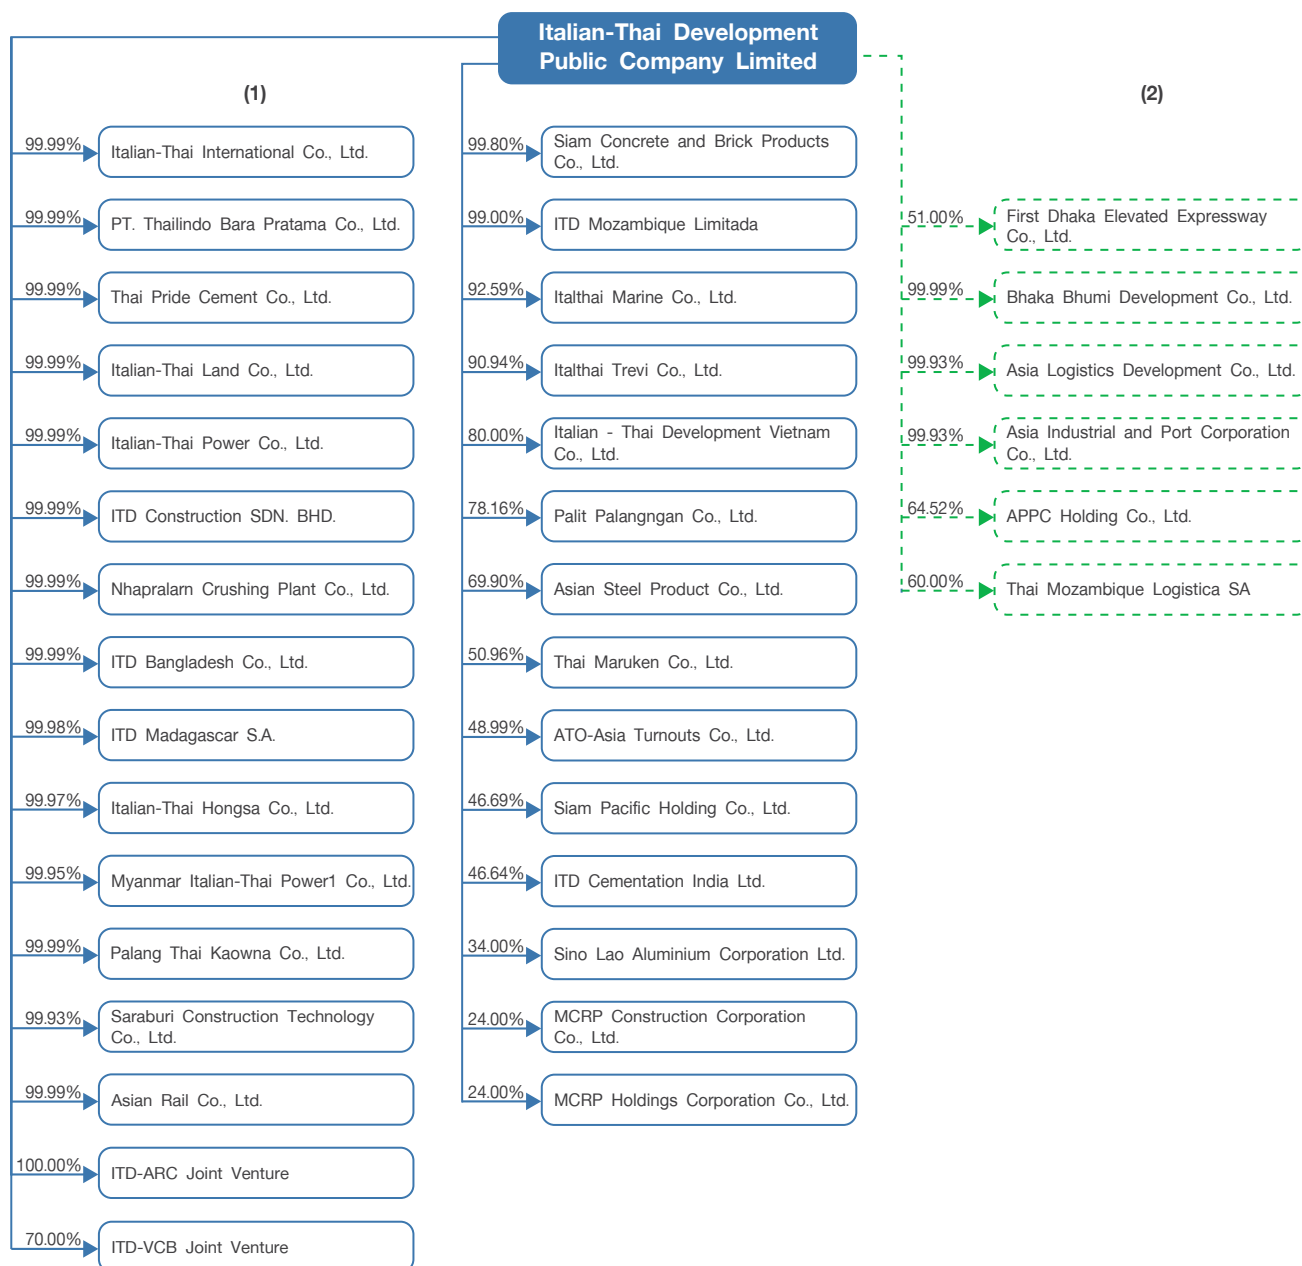 Italian-Thai Development
Public Company Limited
(1)
99.99%
Italian-Thai International Co., Ltd.
99.99%
PT. Thailindo Bara Pratama Co., Ltd.
99.99%
Thai Pride Cement Co., Ltd.
99.99%
Italian-Thai Land Co., Ltd.
99.99%
Italian-Thai Power Co., Ltd.
99.99%
ITD Construction SDN. BHD.
99.99%
Nhapralarn Crushing Plant Co., Ltd.
99.99%
ITD Bangladesh Co., Ltd.
99.98%
ITD Madagascar S.A.
99.97%
Italian-Thai Hongsa Co., Ltd.
99.95%
Myanmar Italian-Thai Power1 Co., Ltd.
99.99%
Palang Thai Kaowna Co., Ltd.
99.93%
Saraburi Construction Technology
Co., Ltd.
99.99%
Asian Rail Co., Ltd.
100.00%
ITD-ARC Joint Venture
70.00%
ITD-VCB Joint Venture
99.80%
Siam Concrete and Brick Products
Co., Ltd.
99.00%
ITD Mozambique Limitada
92.59%
Italthai Marine Co., Ltd.
90.94%
Italthai Trevi Co., Ltd.
80.00%
Italian - Thai Development Vietnam
Co., Ltd.
78.16%
Palit Palangngan Co., Ltd.
69.90%
Asian Steel Product Co., Ltd.
50.96%
Thai Maruken Co., Ltd.
48.99%
ATO-Asia Turnouts Co., Ltd.
46.69%
Siam Pacific Holding Co., Ltd.
46.64%
ITD Cementation India Ltd.
34.00%
Sino Lao Aluminium Corporation Ltd.
24.00%
MCRP Construction Corporation
Co., Ltd.
24.00%
MCRP Holdings Corporation Co., Ltd.
(2)
51.00%
First Dhaka Elevated Expressway
Co., Ltd.
99.99%
Bhaka Bhumi Development Co., Ltd.
99.93%
Asia Logistics Development Co., Ltd.
99.93%
Asia Industrial and Port Corporation
Co., Ltd.
64.52%
APPC Holding Co., Ltd.
60.00%
Thai Mozambique Logistica SA